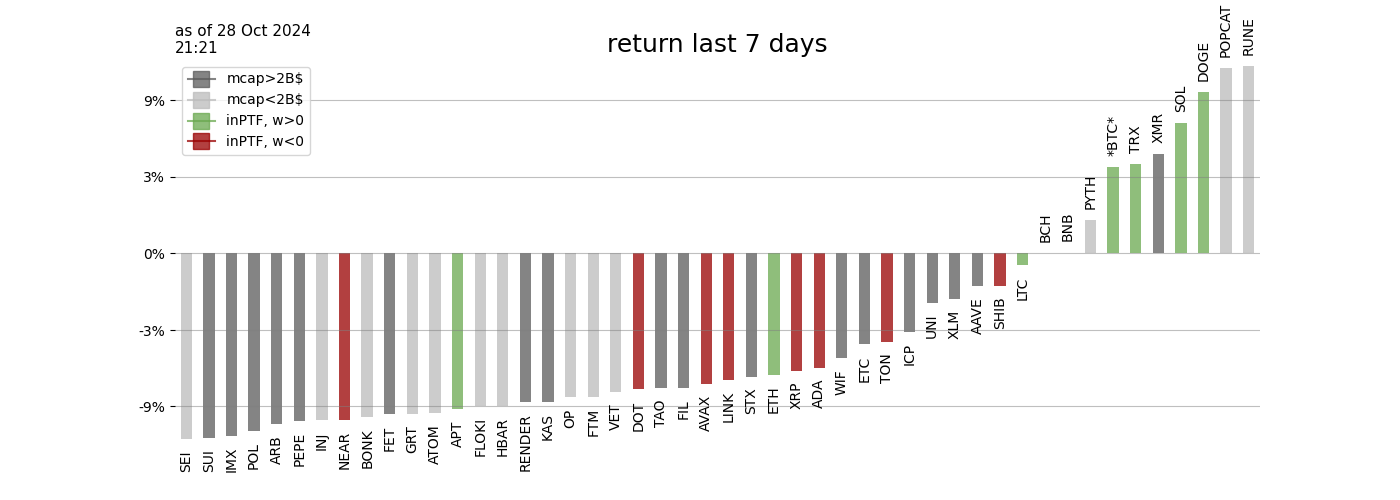 as of 28 Oct 2024
21:21
return last 7 days
mcap>2B$
mcap<2B$
inPTF, w>0
inPTF, w<0
9%
3%
0%
-3%
-9%
SEI
SUI
IMX
POL
ARB
PEPE
INJ
NEAR
BONK
FET
GRT
ATOM
APT
FLOKI
HBAR
RENDER
KAS
OP
FTM
VET
DOT
TAO
FIL
AVAX
LINK
STX
ETH
XRP
ADA
WIF
ETC
TON
ICP
UNI
XLM
AAVE
SHIB
LTC
BCH
BNB
PYTH
*BTC*
TRX
XMR
SOL
DOGE
POPCAT
RUNE